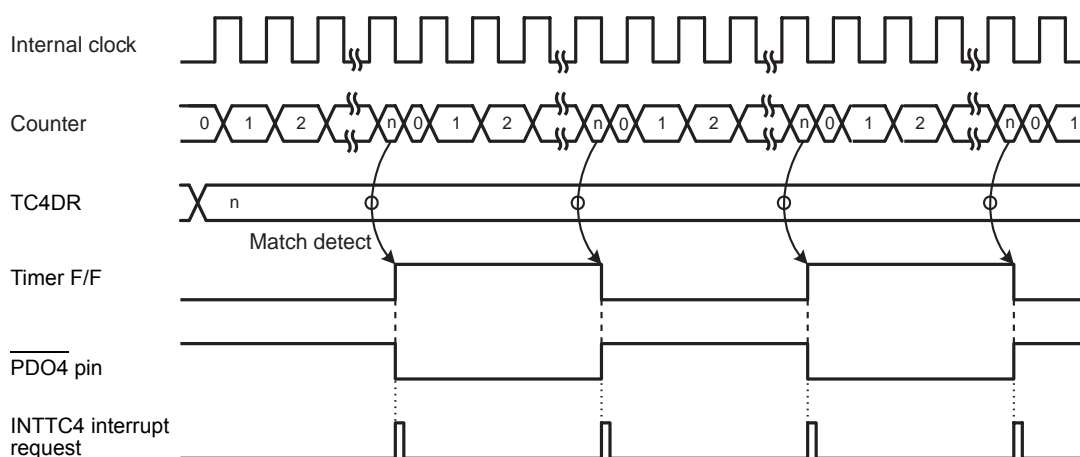 Internal clock
Counter 0 1 2 n 0 1 2 n 0 1 2 n 0 1 2 n 0 1
TC4DR n
Match detect
Timer F/F
PDO4 pin
INTTC4 interrupt
request